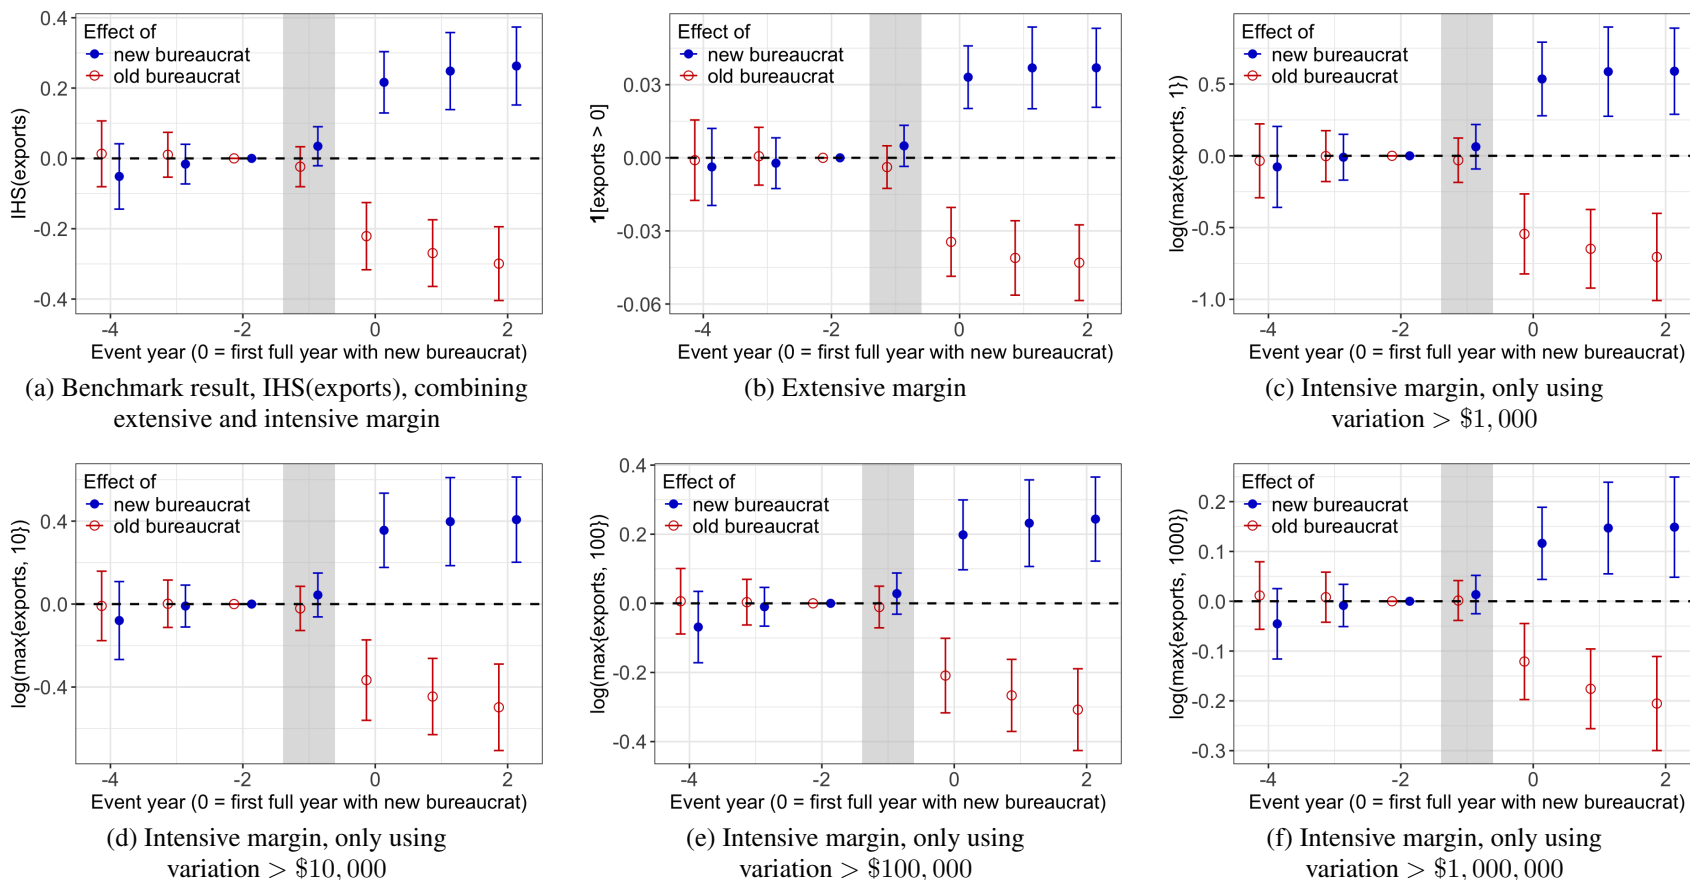 Effect of
new bureaucrat
old bureaucrat
IHS(exports)
0.4
0.2
0.0
-0.2
-0.4
-4
-2
0
2
Event year (0 = first full year with new bureaucrat)
(a) Benchmark result, IHS(exports), combining
extensive and intensive margin
Effect of
new bureaucrat
old bureaucrat
1[exports > 0]
0.03
0.00
-0.03
-0.06
-4
-2
0
2
Event year (0 = first full year with new bureaucrat)
(b) Extensive margin
Effect of
new bureaucrat
old bureaucrat
log(max{exports, 1})
0.5
0.0
-0.5
-1.0
-4
-2
0
2
Event year (0 = first full year with new bureaucrat)
(c) Intensive margin, only using
variation > $1,000
Effect of
new bureaucrat
old bureaucrat
log(max{exports, 10})
0.4
0.0
-0.4
-4
-2
0
2
Event year (0 = first full year with new bureaucrat)
(d) Intensive margin, only using
variation > $10,000
Effect of
new bureaucrat
old bureaucrat
log(max{exports, 100})
0.4
0.2
0.0
-0.2
-0.4
-4
-2
0
2
Event year (0 = first full year with new bureaucrat)
(e) Intensive margin, only using
variation > $100,000
Effect of
new bureaucrat
old bureaucrat
log(max{exports, 1000})
0.2
0.1
0.0
-0.1
-0.2
-0.3
-4
-2
0
2
Event year (0 = first full year with new bureaucrat)
(f) Intensive margin, only using
variation > $1,000,000